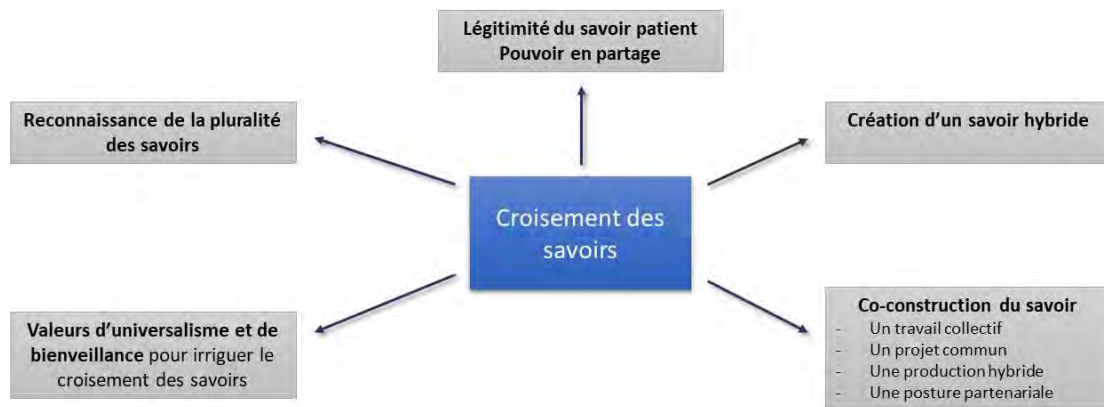 Légitimité du savoir patient
Pouvoir en partage
Reconnaissance de la pluralité
des savoirs
Création d'un savoir hybride
Croisement des
savoirs
Valeurs d'universalisme et de
bienveillance pour irriguer le
croisement des savoirs
Co-construction du savoir
- Un travail collectif
- Un projet commun
- Une production hybride
- Une posture partenariale